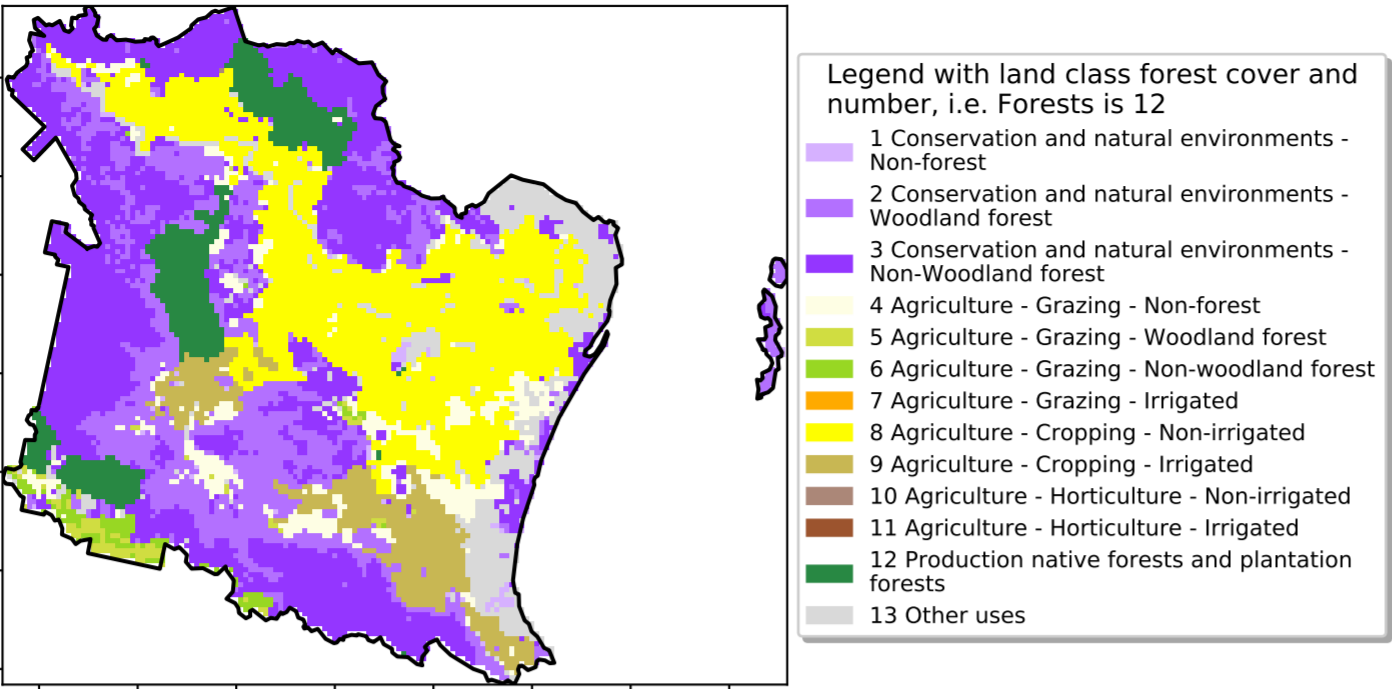 Legend with land class forest cover and
number, i.e. Forests is 12
1 Conservation and natural environments -
Non-forest
2 Conservation and natural environments -
Woodland forest
3 Conservation and natural environments -
Non-Woodland forest
4 Agriculture - Grazing - Non-forest
5 Agriculture - Grazing - Woodland forest
6 Agriculture - Grazing - Non-woodland forest
7 Agriculture - Grazing - Irrigated
8 Agriculture - Cropping - Non-irrigated
9 Agriculture - Cropping - Irrigated
10 Agriculture - Horticulture - Non-irrigated
11 Agriculture - Horticulture - Irrigated
12 Production native forests and plantation
forests
13 Other uses